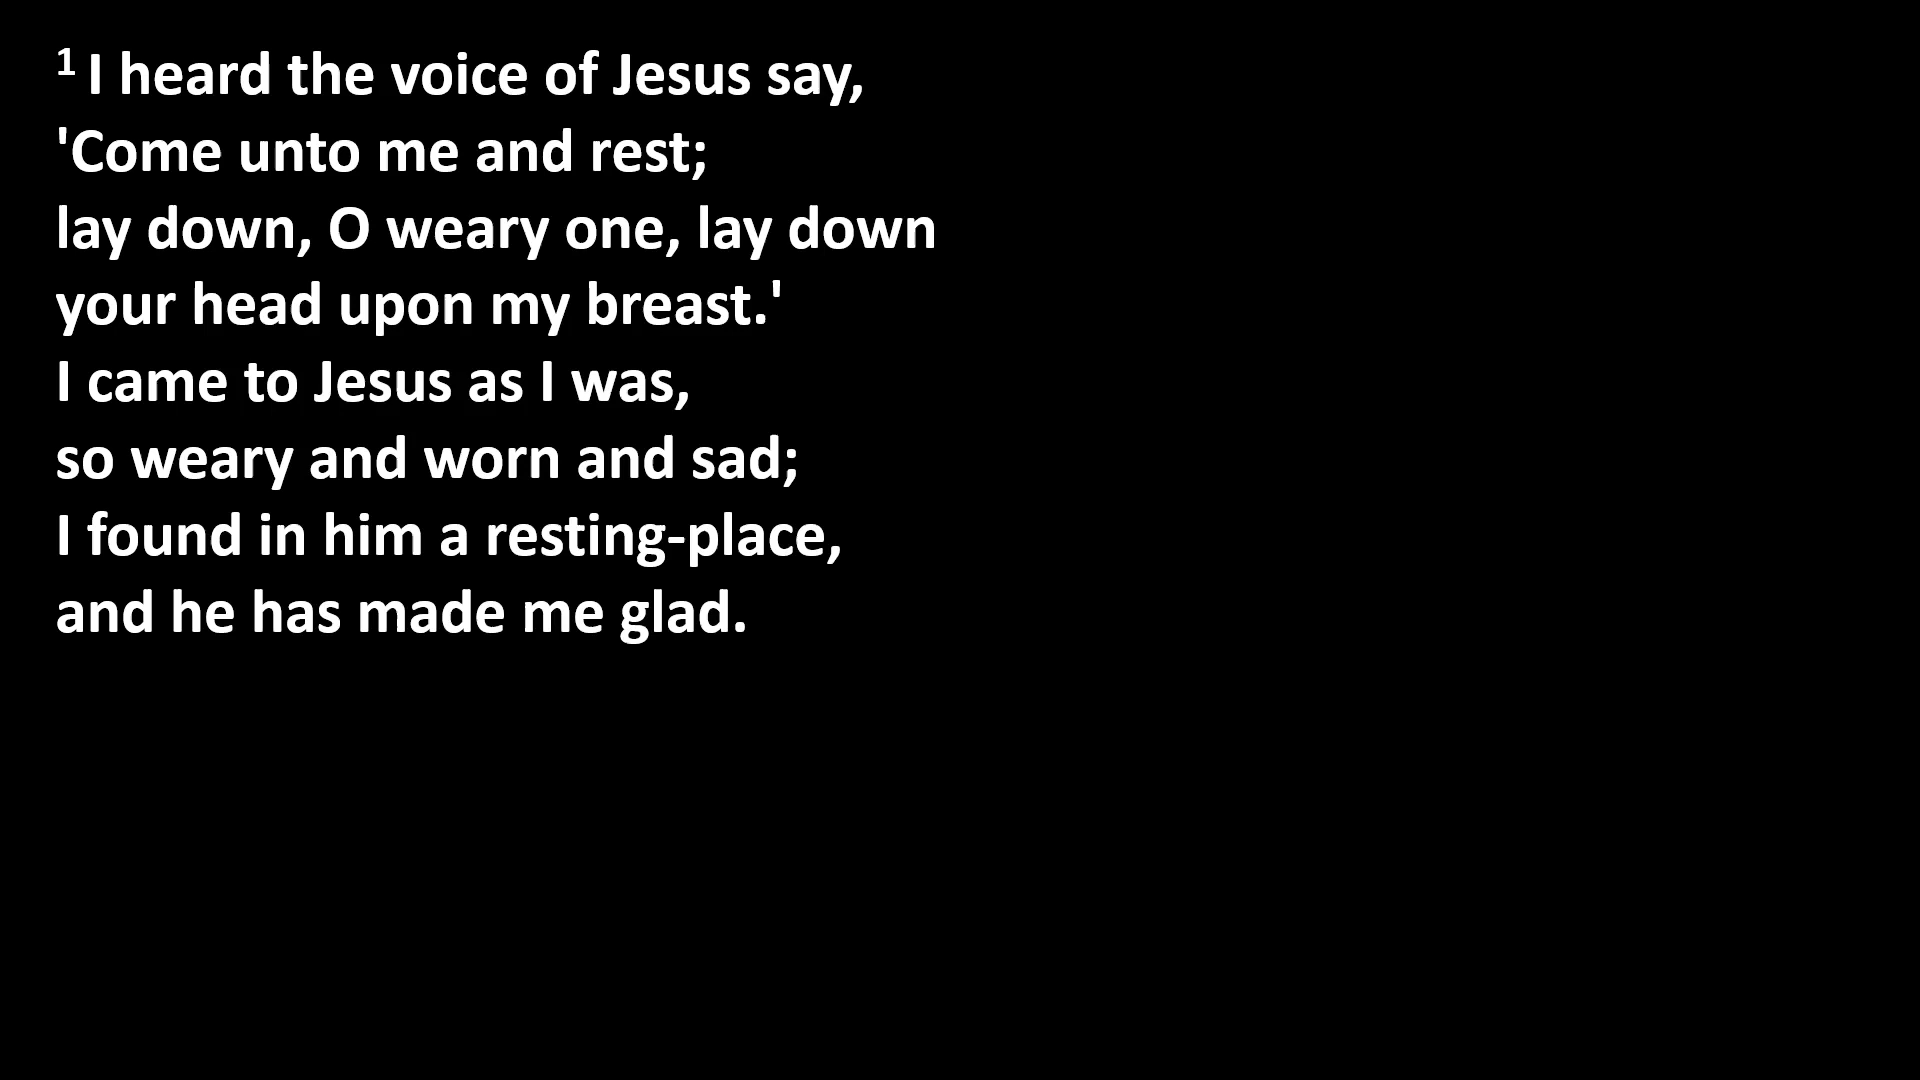 1 I heard the voice of Jesus say,
'Come unto me and rest;
lay down, O weary one, lay down
your head upon my breast.'
I came to Jesus as I was,
so weary and worn and sad;
I found in him a resting-place,
and he has made me glad.